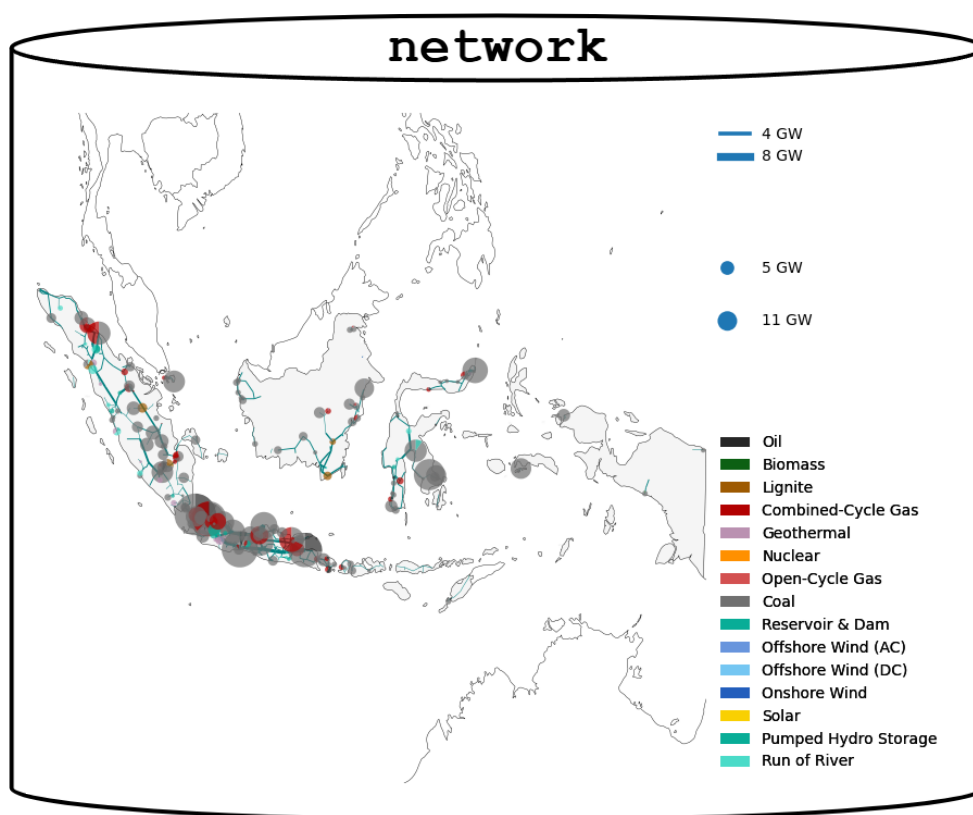 network
4 GW
8 GW
5 GW
11 GW
Oil
Biomass
Lignite
Combined-Cycle Gas
Geothermal
Nuclear
Open-Cycle Gas
Coal
Reservoir & Dam
Offshore Wind (AC)
Offshore Wind (DC)
Onshore Wind
Solar
Pumped Hydro Storage
Run of River